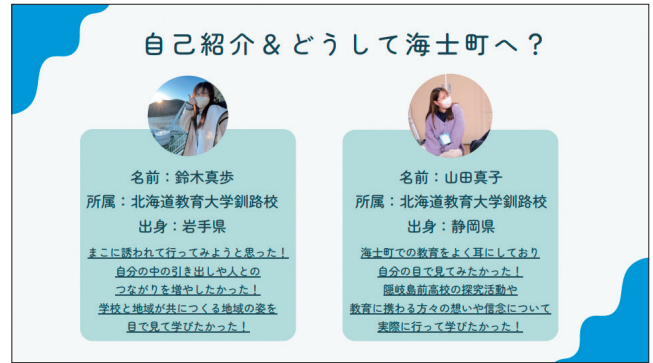 自己紹介&どうして海士町へ?
名前：鈴木真歩
所属：北海道教育大学釧路校
出身：岩手県
まこに誘われて行ってみようと思った！
自分の中の引き出しや人との
つながりを増やしたかった！
学校と地域が共につくる地域の姿を
目で見て学びたかった！
名前：山田真子
所属：北海道教育大学釧路校
出身：静岡県
海士町での教育をよく耳にしており
自分の目で見てみたかった！
隠岐島前高校の探究活動や
教育に携わる方々の想いや信念について
実際に行って学びたかった！